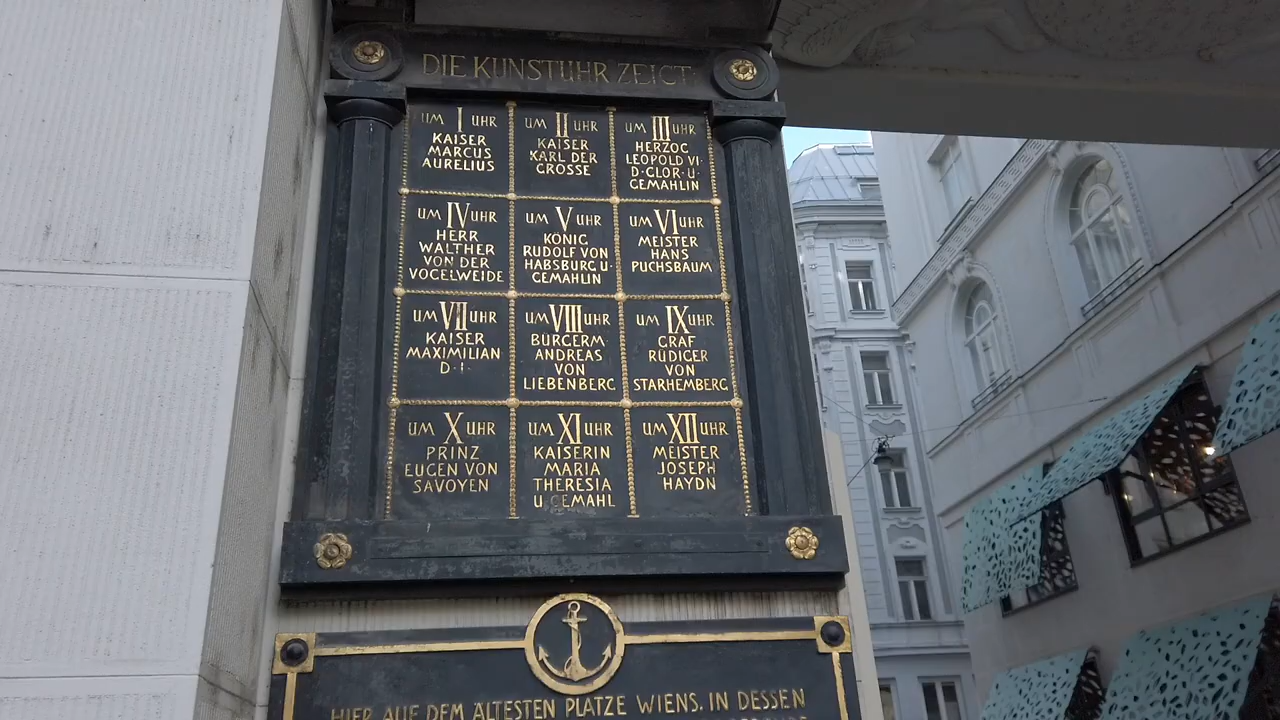 DIE KUNSTUHR ZEIGT:
UM I UHR
KAISER
MARCUS
AURELIUS
UM II UHR
KAISER
KARL DER
GROSSE
UM III UHR
HERZOG
LEOPOLD VI·
D·GLOR·U·
GEMAHLIN
UM IV UHR
HERR
WALTHER
VON DER
VOGELWEIDE
UM V UHR
KÖNIG
RUDOLF VON
HABSBURG U·
GEMAHLIN
UM VI UHR
MEISTER
HANS
PUCHSBAUM
UM VII UHR
KAISER
MAXIMILIAN
D·I·
UM VIII UHR
BÜRGERM
ANDREAS
VON
LIEBENBERG
UM IX UHR
GRAF
RÜDIGER
VON
STARHEMBERG
UM X UHR
PRINZ
EUGEN VON
SAVOYEN
UM XI UHR
KAISERIN
MARIA
THERESIA
U GEMAHL
UM XII UHR
MEISTER
JOSEPH
HAYDN
HIER AUF DEM ÄLTESTEN PLATZE WIENS, IN DESSEN